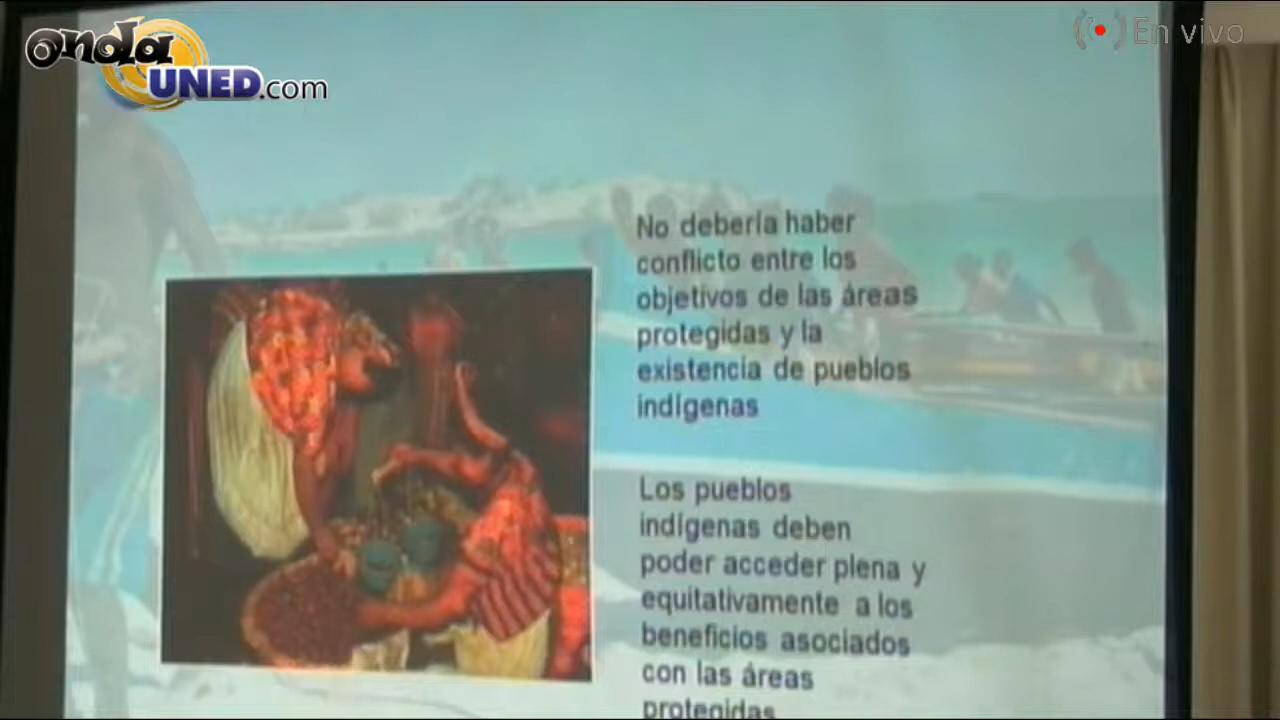 onda
UNED.com
En vivo
No debería haber
conflicto entre los
objetivos de las áreas
protegidas y la
existencia de pueblos
indígenas
Los pueblos
indígenas deben
poder acceder plena y
equitativamente a los
beneficios asociados
con las áreas
protegidas